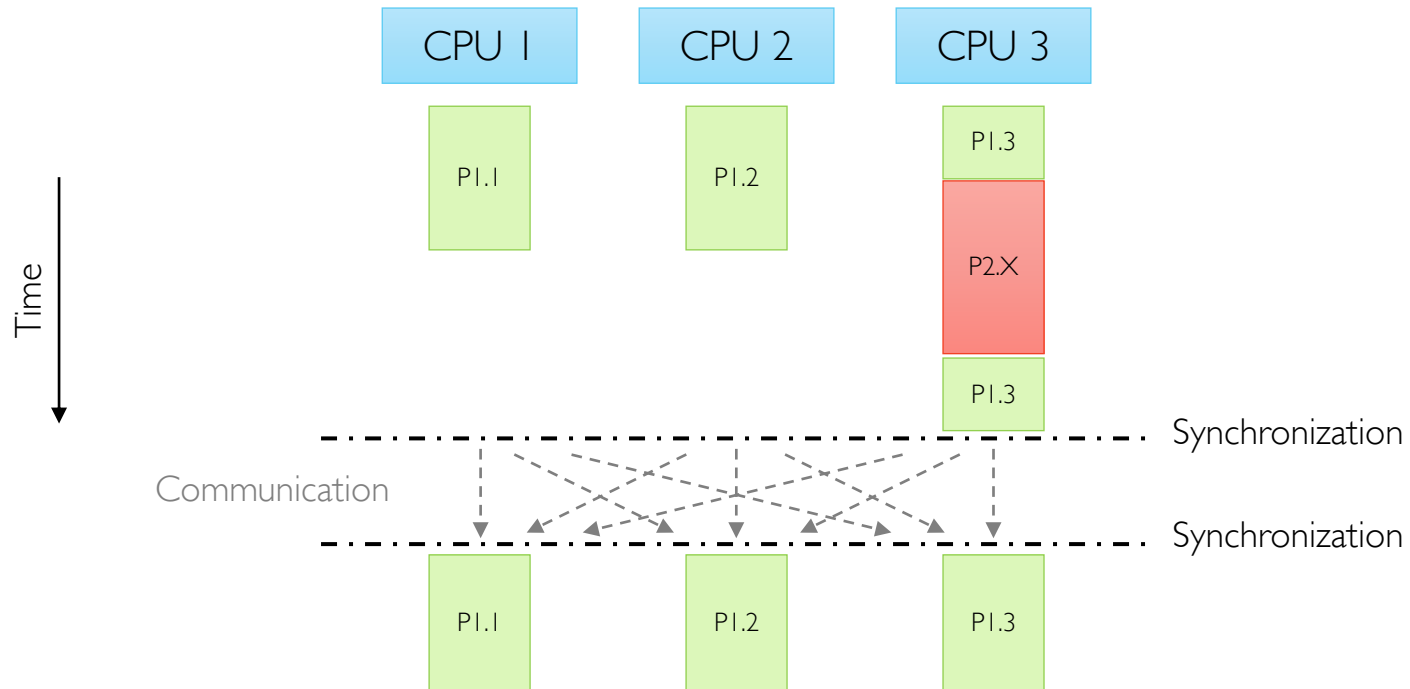 CPU 1
CPU 2
CPU 3
P1.1
P1.2
P1.3
P2.X
P1.3
Time
Synchronization
Communication
Synchronization
P1.1
P1.2
P1.3